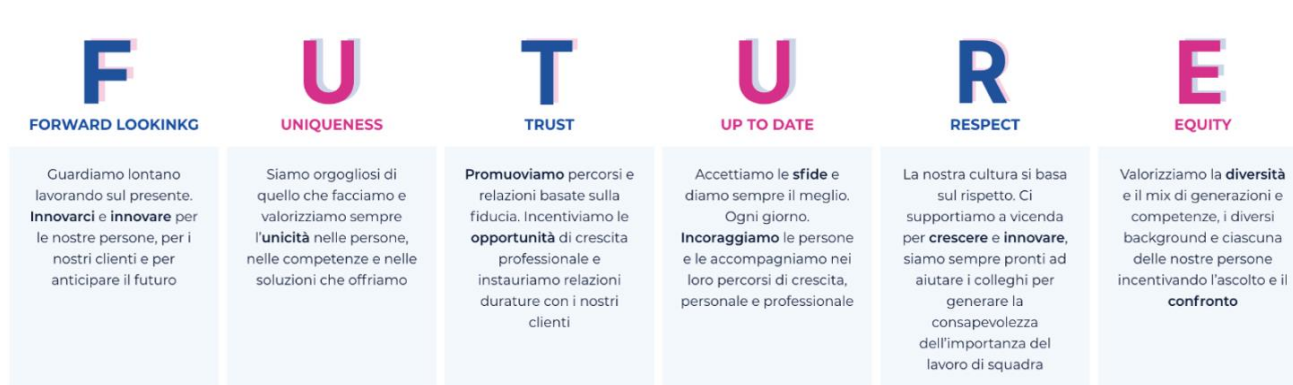 F
FORWARD LOOKINKG
Guardiamo lontano
lavorando sul presente.
Innovarci e innovare per
le nostre persone, per i
nostri clienti e per
anticipare il futuro
U
UNIQUENESS
Siamo orgogliosi di
quello che facciamo e
valorizziamo sempre
l'unicità nelle persone,
nelle competenze e nelle
soluzioni che offriamo
T
TRUST
Promuoviamo percorsi e
relazioni basate sulla
fiducia. Incentiviamo le
opportunità di crescita
professionale e
instauriamo relazioni
durature con i nostri
clienti
U
UP TO DATE
Accettiamo le sfide e
diamo sempre il meglio.
Ogni giorno.
Incoraggiamo le persone
e le accompagniamo nei
loro percorsi di crescita,
personale e professionale
R
RESPECT
La nostra cultura si basa
sul rispetto. Ci
supportiamo a vicenda
per crescere e innovare,
siamo sempre pronti ad
aiutare i colleghi per
generare la
consapevolezza
dell'importanza del
lavoro di squadra
E
EQUITY
Valorizziamo la diversità
e il mix di generazioni e
competenze, i diversi
background e ciascuna
delle nostre persone
incentivando l'ascolto e il
confronto